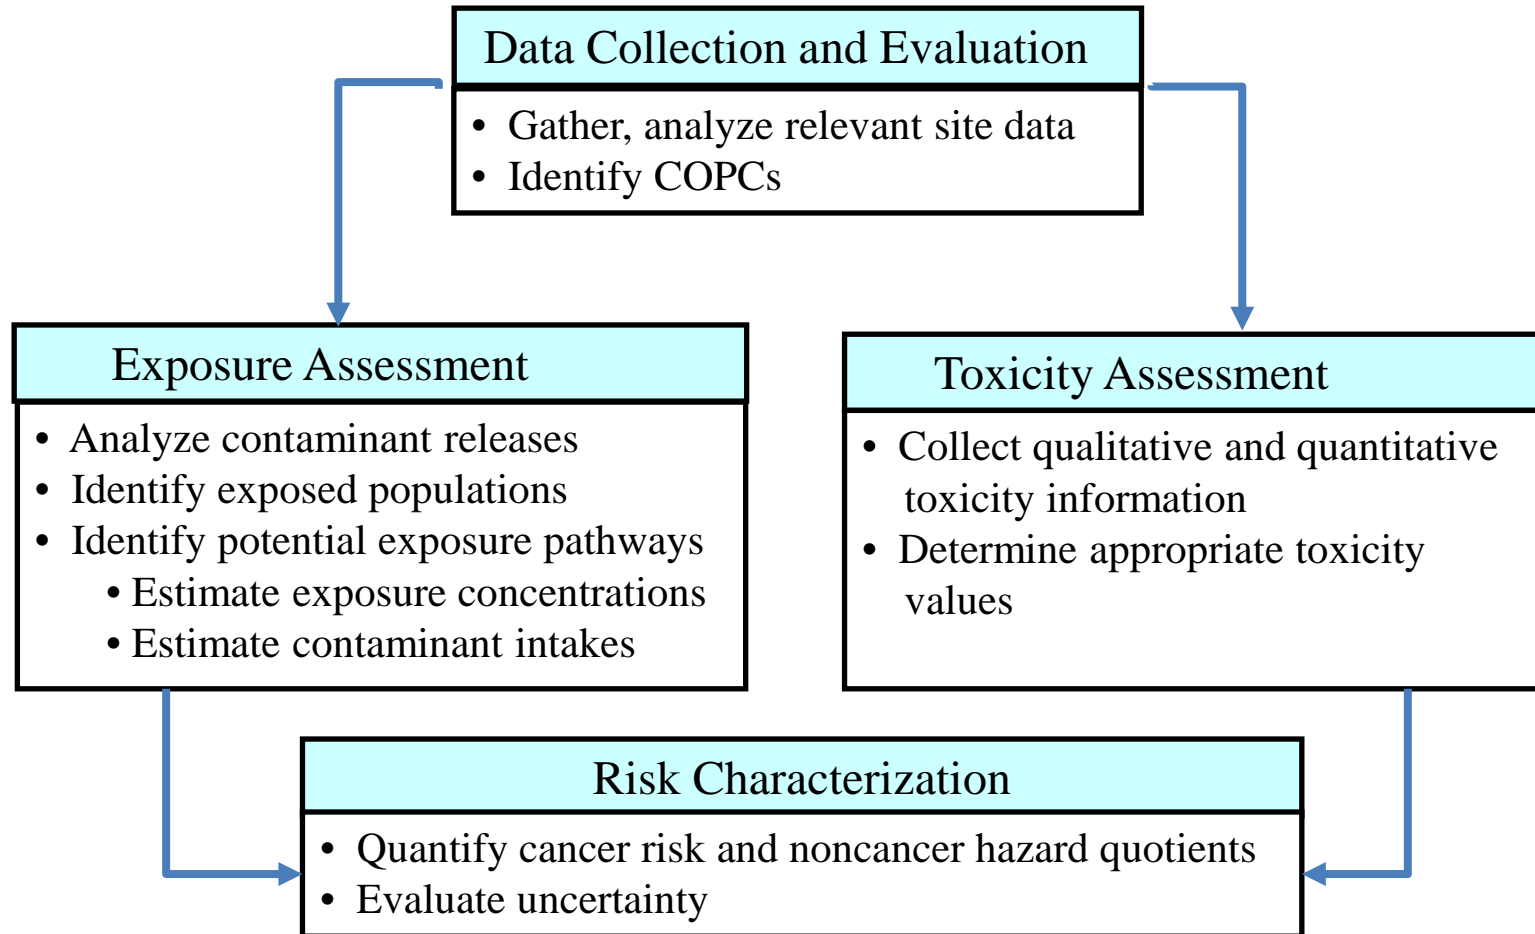 Data Collection and Evaluation
• Gather, analyze relevant site data
• Identify COPCs
Exposure Assessment
• Analyze contaminant releases
• Identify exposed populations
• Identify potential exposure pathways
• Estimate exposure concentrations
• Estimate contaminant intakes
Toxicity Assessment
• Collect qualitative and quantitative
toxicity information
• Determine appropriate toxicity
values
Risk Characterization
• Quantify cancer risk and noncancer hazard quotients
• Evaluate uncertainty